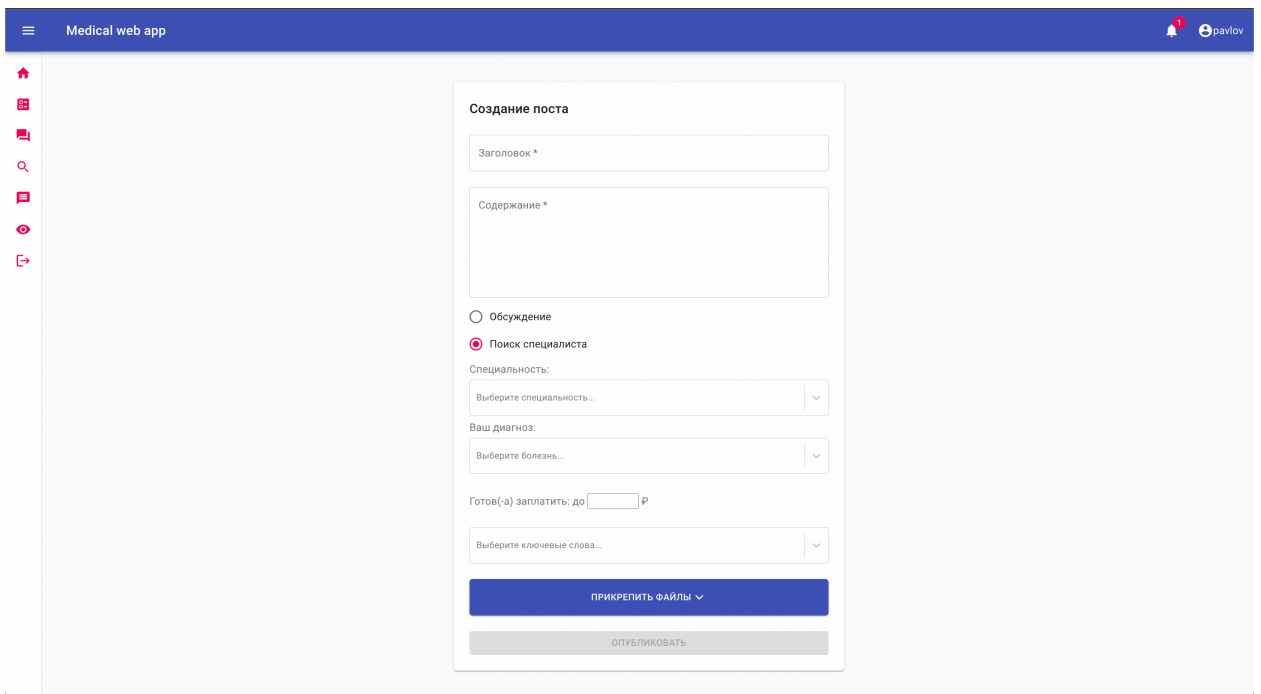 Medical web app
1
pavlov
Создание поста
Заголовок *
Содержание *
Обсуждение
Поиск специалиста
Специальность:
Выберите специальность...
Ваш диагноз:
Выберите болезнь...
Готов(-а) заплатить: до ₽
Выберите ключевые слова...
ПРИКРЕПИТЬ ФАЙЛЫ
ОПУБЛИКОВАТЬ